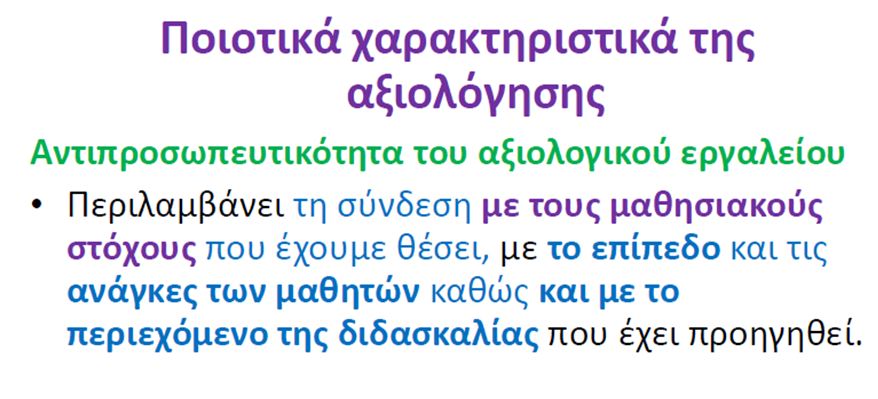 Ποιοτικά χαρακτηριστικά της
αξιολόγησης
Αντιπροσωπευτικότητα του αξιολογικού εργαλείου
• Περιλαμβάνει τη σύνδεση με τους μαθησιακούς
στόχους που έχουμε θέσει, με το επίπεδο και τις
ανάγκες των μαθητών καθώς και με το
περιεχόμενο της διδασκαλίας που έχει προηγηθεί.